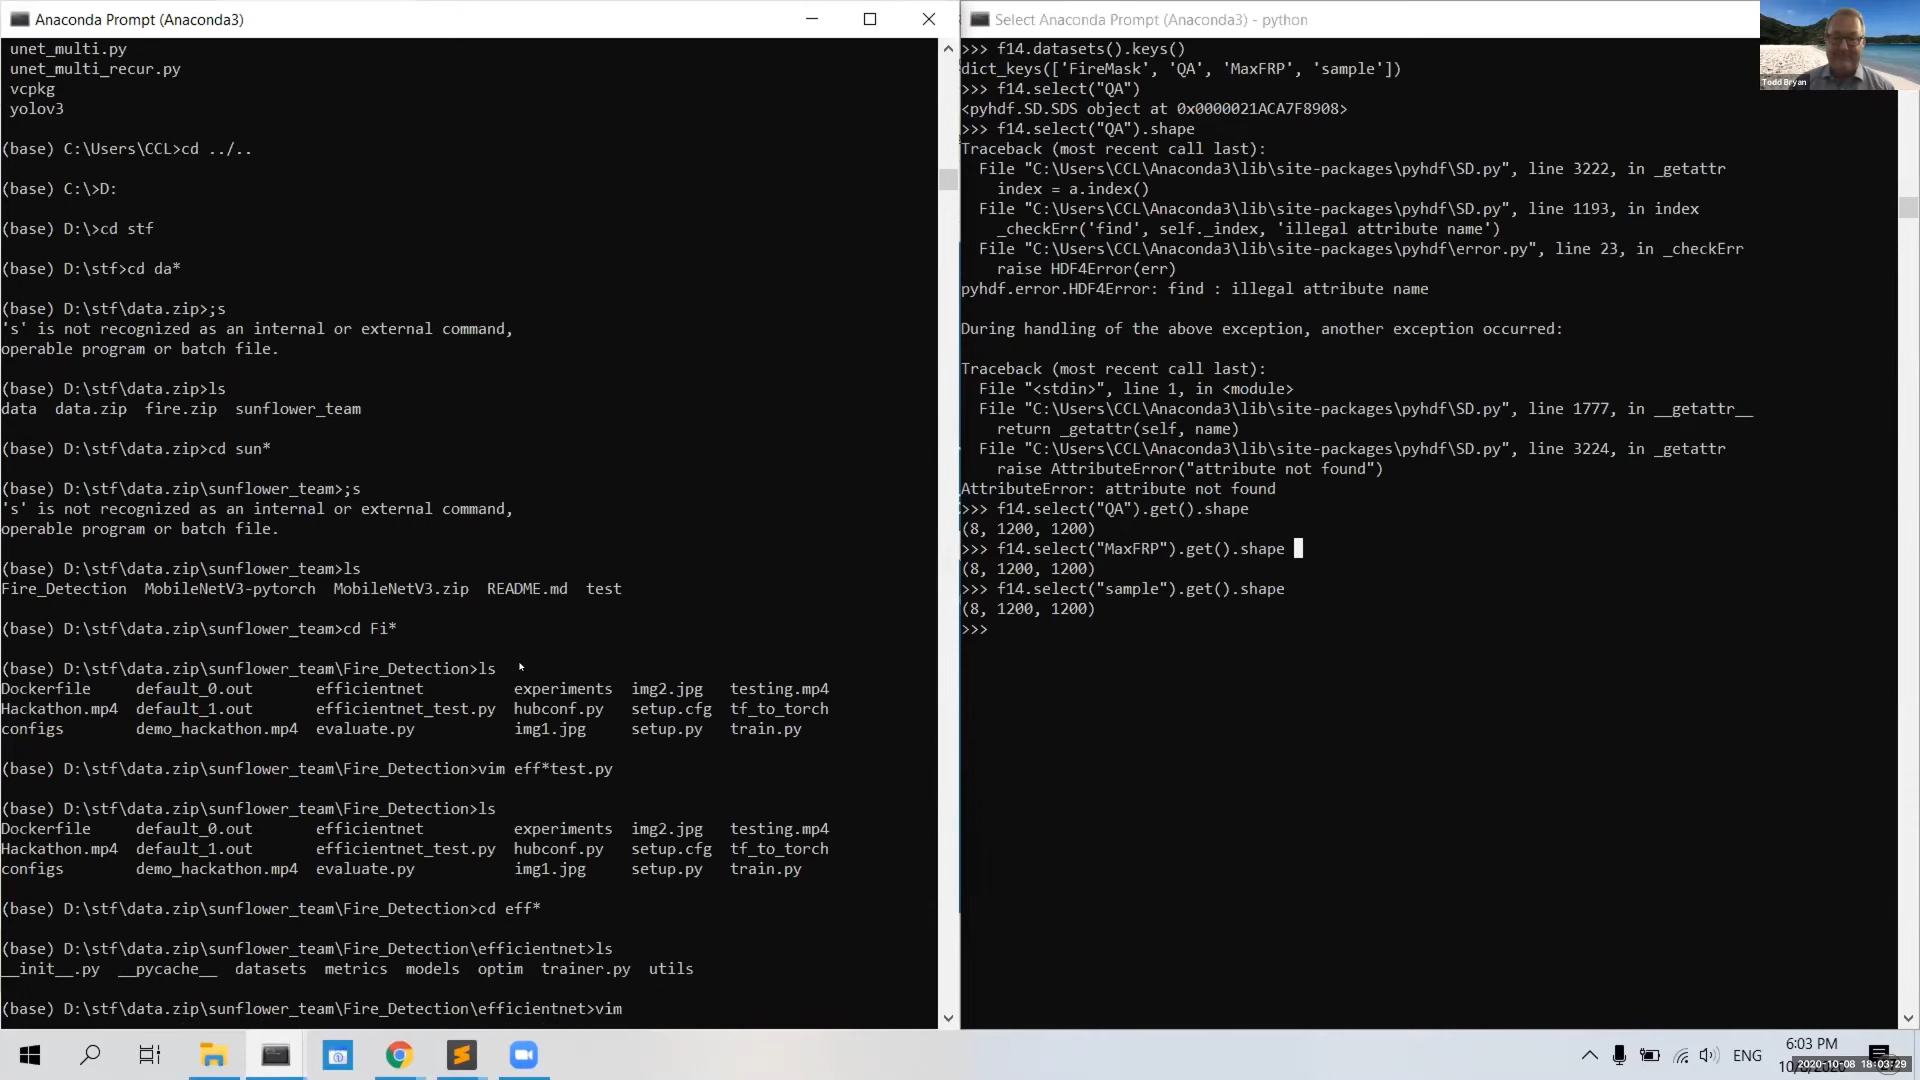 Anaconda Prompt (Anaconda3)
unet_multi.py
unet_multi_recur.py
vcpkg
yolov3
(base) C:\Users\CCL>cd ../..
(base) C:\>D:
(base) D:\>cd stf
(base) D:\stf>cd da*
(base) D:\stf\data.zip>;s
's' is not recognized as an internal or external command,
operable program or batch file.
(base) D:\stf\data.zip>ls
data  data.zip  fire.zip  sunflower_team
(base) D:\stf\data.zip>cd sun*
(base) D:\stf\data.zip\sunflower_team>;s
's' is not recognized as an internal or external command,
operable program or batch file.
(base) D:\stf\data.zip\sunflower_team>ls
Fire_Detection  MobileNetV3-pytorch  MobileNetV3.zip  README.md  test
(base) D:\stf\data.zip\sunflower_team>cd Fi*
(base) D:\stf\data.zip\sunflower_team\Fire_Detection>ls
Dockerfile     default_0.out       efficientnet          experiments  img2.jpg   testing.mp4
Hackathon.mp4  default_1.out       efficientnet_test.py  hubconf.py   setup.cfg  tf_to_torch
configs        demo_hackathon.mp4  evaluate.py           img1.jpg     setup.py   train.py
(base) D:\stf\data.zip\sunflower_team\Fire_Detection>vim eff*test.py
(base) D:\stf\data.zip\sunflower_team\Fire_Detection>ls
Dockerfile     default_0.out       efficientnet          experiments  img2.jpg   testing.mp4
Hackathon.mp4  default_1.out       efficientnet_test.py  hubconf.py   setup.cfg  tf_to_torch
configs        demo_hackathon.mp4  evaluate.py           img1.jpg     setup.py   train.py
(base) D:\stf\data.zip\sunflower_team\Fire_Detection>cd eff*
(base) D:\stf\data.zip\sunflower_team\Fire_Detection\efficientnet>ls
__init__.py  __pycache__  datasets  metrics  models  optim  trainer.py  utils
(base) D:\stf\data.zip\sunflower_team\Fire_Detection\efficientnet>vim
Select Anaconda Prompt (Anaconda3) - python
>>> f14.datasets().keys()
dict_keys(['FireMask', 'QA', 'MaxFRP', 'sample'])
>>> f14.select("QA")
<pyhdf.SD.SDS object at 0x0000021ACA7F8908>
>>> f14.select("QA").shape
Traceback (most recent call last):
  File "C:\Users\CCL\Anaconda3\lib\site-packages\pyhdf\SD.py", line 3222, in _getattr
    index = a.index()
  File "C:\Users\CCL\Anaconda3\lib\site-packages\pyhdf\SD.py", line 1193, in index
    _checkErr('find', self._index, 'illegal attribute name')
  File "C:\Users\CCL\Anaconda3\lib\site-packages\pyhdf\error.py", line 23, in _checkErr
    raise HDF4Error(err)
pyhdf.error.HDF4Error: find : illegal attribute name
During handling of the above exception, another exception occurred:
Traceback (most recent call last):
  File "<stdin>", line 1, in <module>
  File "C:\Users\CCL\Anaconda3\lib\site-packages\pyhdf\SD.py", line 1777, in __getattr__
    return _getattr(self, name)
  File "C:\Users\CCL\Anaconda3\lib\site-packages\pyhdf\SD.py", line 3224, in _getattr
    raise AttributeError("attribute not found")
AttributeError: attribute not found
>>> f14.select("QA").get().shape
(8, 1200, 1200)
>>> f14.select("MaxFRP").get().shape
(8, 1200, 1200)
>>> f14.select("sample").get().shape
(8, 1200, 1200)
>>>
Todd Bryan
ENG
6:03 PM
2020-10-08 18:03:29